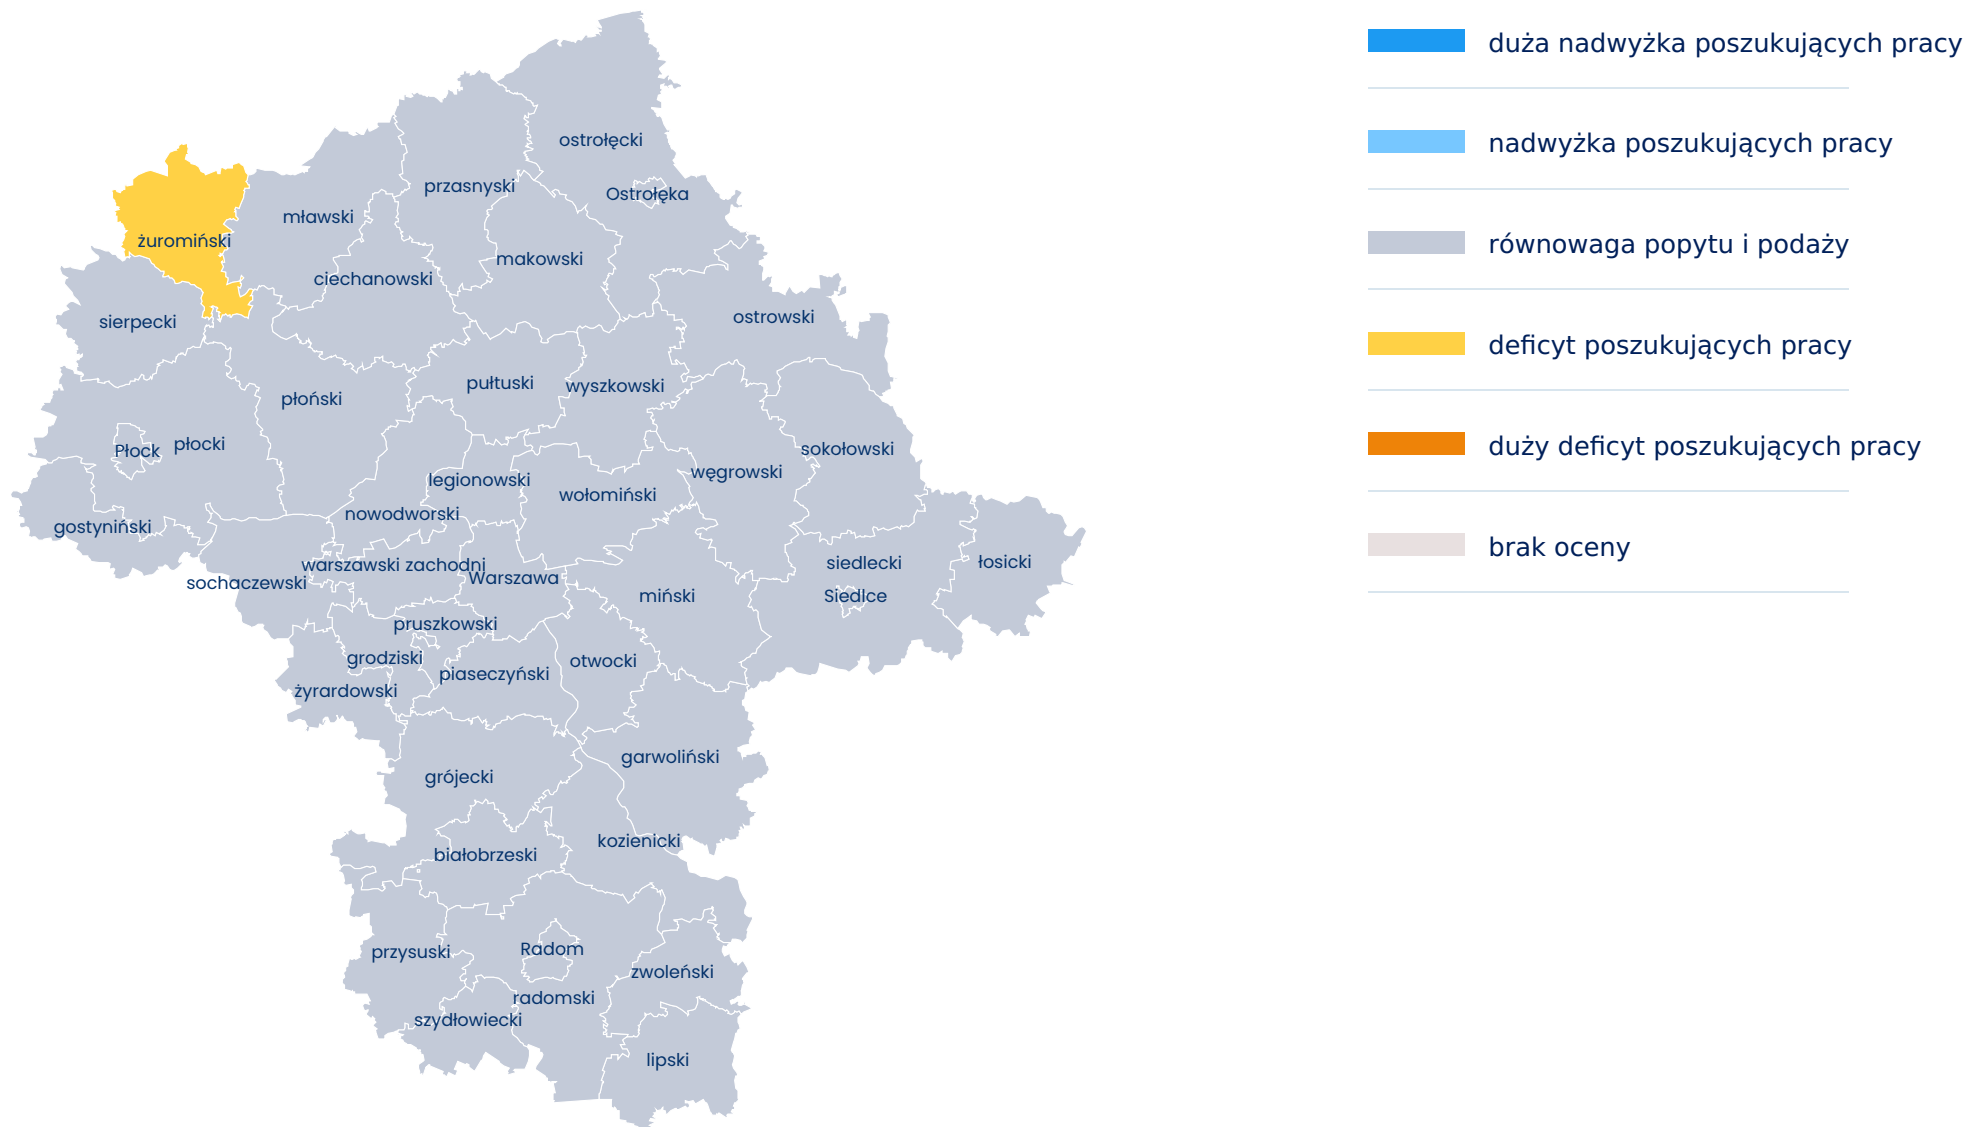 duża nadwyżka poszukujących pracy
nadwyżka poszukujących pracy
równowaga popytu i podaży
deficyt poszukujących pracy
duży deficyt poszukujących pracy
brak oceny
ostrołęcki
przasnyski
Ostrołęka
mławski
żuromiński
makowski
ciechanowski
sierpecki
ostrowski
pułtuski
wyszkowski
płoński
płocki
Płock
sokołowski
węgrowski
legionowski
wołomiński
nowodworski
gostyniński
warszawski zachodni
siedlecki
łosicki
Warszawa
sochaczewski
miński
Siedlce
pruszkowski
grodziski
otwocki
piaseczyński
żyrardowski
garwoliński
grójecki
kozienicki
białobrzeski
Radom
przysuski
zwoleński
radomski
szydłowiecki
lipski